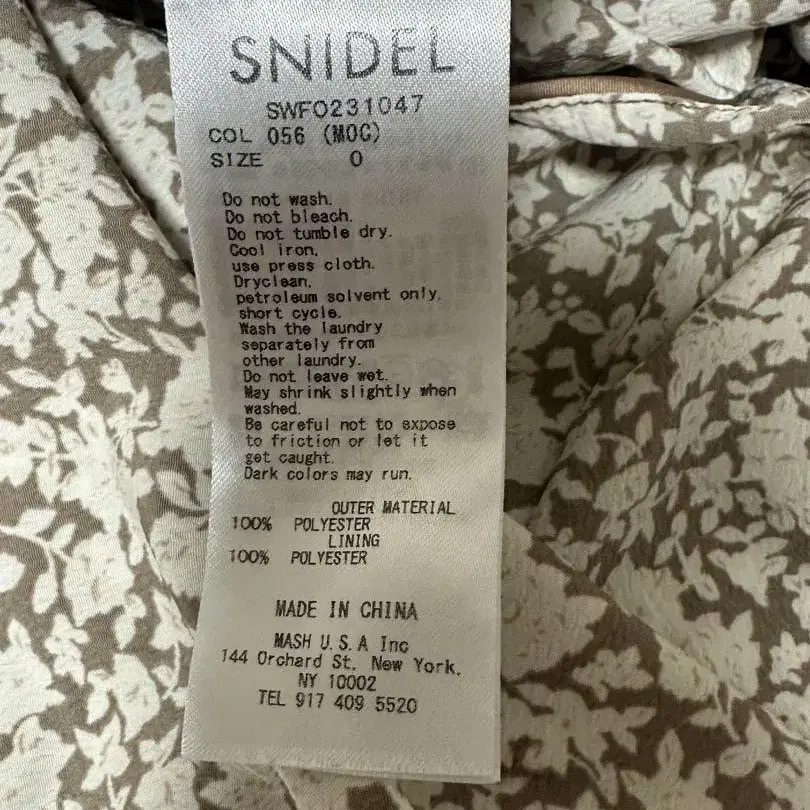 SNIDEL
SWFO231047
COL 056 (MOC)
SIZE 0
Do not wash.
Do not bleach.
Do not tumble dry.
Cool iron,
use press cloth.
Dryclean,
petroleum solvent only,
short cycle.
Wash the laundry
separately from
other laundry.
Do not leave wet.
May shrink slightly when
washed.
Be careful not to expose
to friction or let it
get caught.
Dark colors may run.
OUTER MATERIAL
100% POLYESTER
LINING
100% POLYESTER
MADE IN CHINA
MASH U.S.A Inc
144 Orchard St. New York,
NY 10002
TEL 917 409 5520